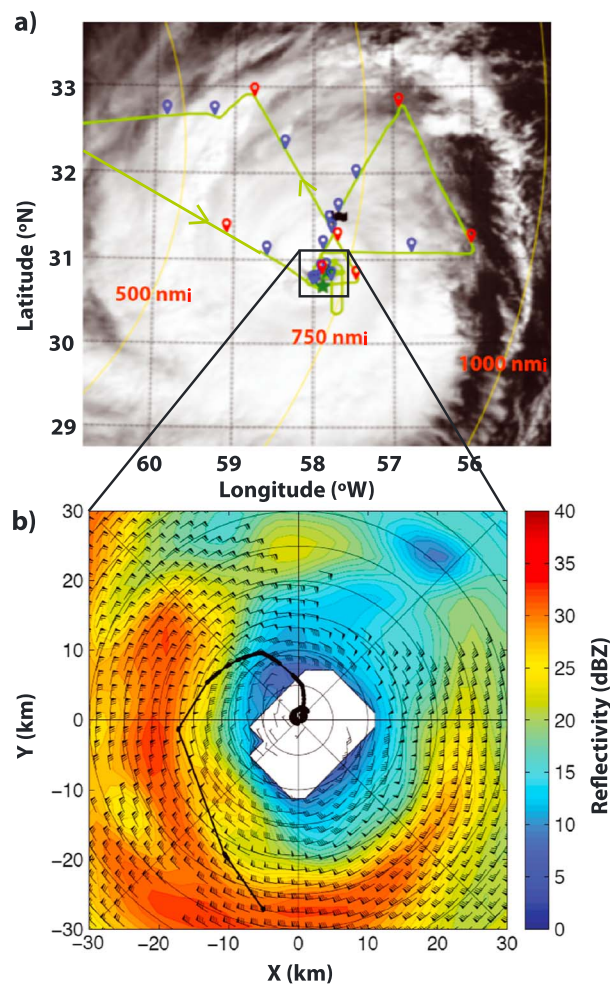 a)
33
32
31
30
29
Latitude (ºN)
500 nmi
750 nmi
1000 nmi
60 59 58 57 56
Longitude (ºW)
b)
30
20
10
0
−10
−20
−30
Y (km)
−30 −20 −10 0 10 20 30
X (km)
40
35
30
25
20
15
10
5
0
Reflectivity (dBZ)